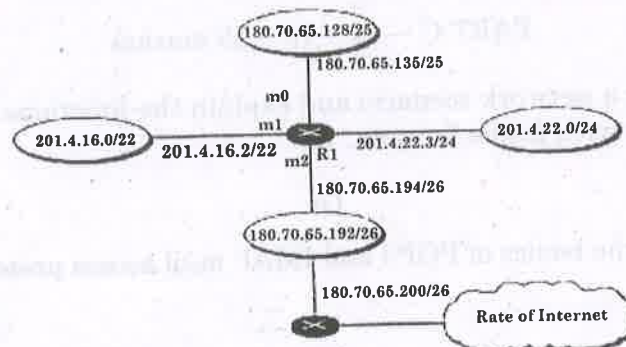 180.70.65.128/25
180.70.65.135/25
m0
m1
201.4.16.0/22
201.4.16.2/22
m2
R1
201.4.22.3/24
201.4.22.0/24
180.70.65.194/26
180.70.65.192/26
180.70.65.200/26
Rate of Internet